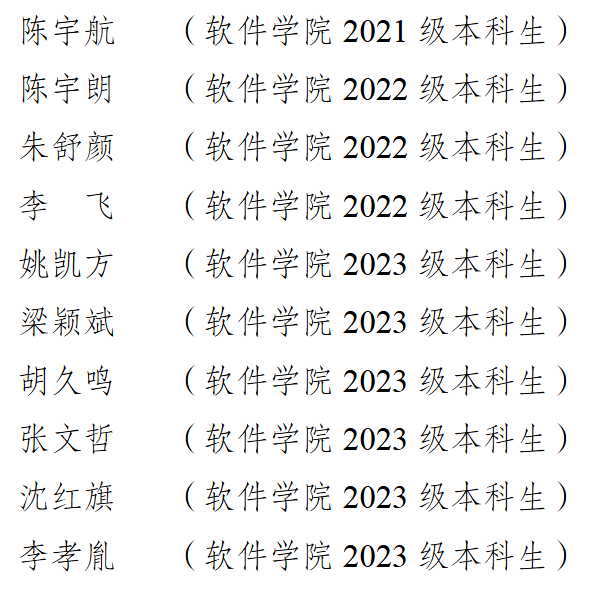 陈宇航 （软件学院 2021 级本科生）
陈宇朗 （软件学院 2022 级本科生）
朱舒颜 （软件学院 2022 级本科生）
李　飞 （软件学院 2022 级本科生）
姚凯方 （软件学院 2023 级本科生）
梁颖斌 （软件学院 2023 级本科生）
胡久鸣 （软件学院 2023 级本科生）
张文哲 （软件学院 2023 级本科生）
沈红旗 （软件学院 2023 级本科生）
李孝胤 （软件学院 2023 级本科生）